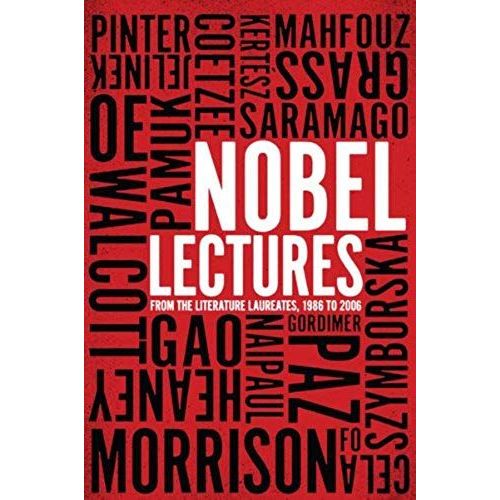 PINTER
JELINEK
COETZEE
KERTÉSZ
MAHFOUZ
GRASS
SARAMAGO
OE
PAMUK
WALCOTT
NOBEL
LECTURES
FROM THE LITERATURE LAUREATES, 1986 TO 2006
GAO
HEANEY
NAIPAUL
GORDIMER
PAZ
SZYMBORSKA
MORRISON
FO
CELA